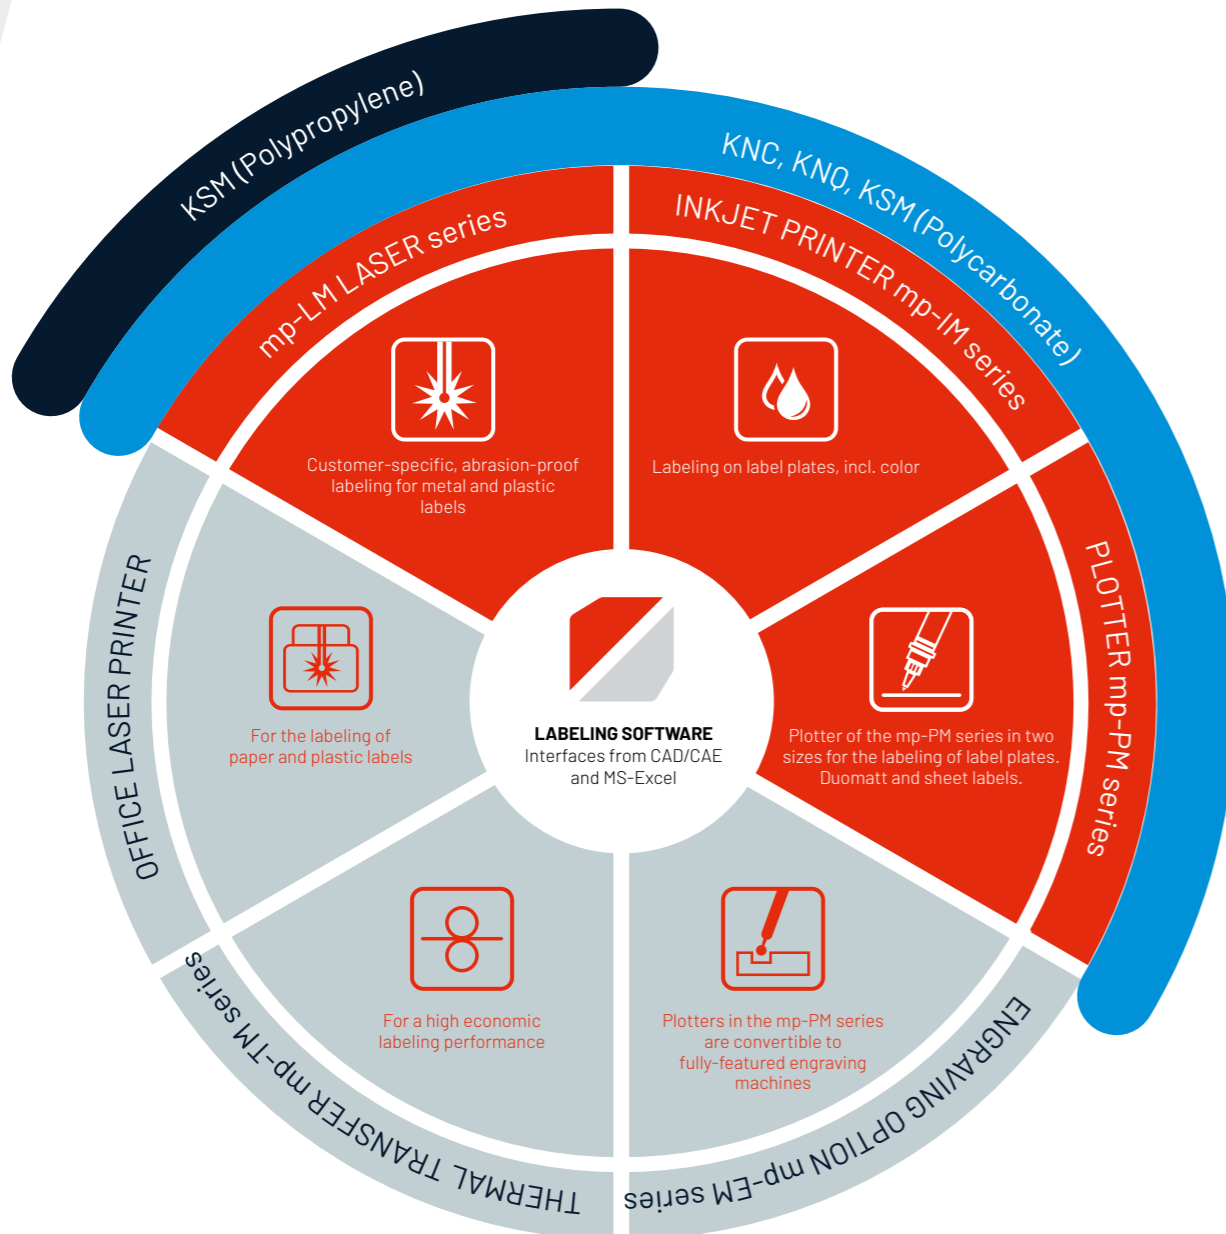 KSM (Polypropylene)
KNC, KNQ, KSM (Polycarbonate)
mp-LM LASER series
INKJET PRINTER mp-IM series
Customer-specific, abrasion-proof
labeling for metal and plastic
labels
Labeling on label plates, incl. color
OFFICE LASER PRINTER
For the labeling of
paper and plastic labels
LABELING SOFTWARE
Interfaces from CAD/CAE
and MS-Excel
PLOTTER mp-PM series
Plotter of the mp-PM series in two
sizes for the labeling of label plates.
Duomatt and sheet labels.
THERMAL TRANSFER mp-TM series
For a high economic
labeling performance
ENGRAVING OPTION mp-EM series
Plotters in the mp-PM series
are convertible to
fully-featured engraving
machines